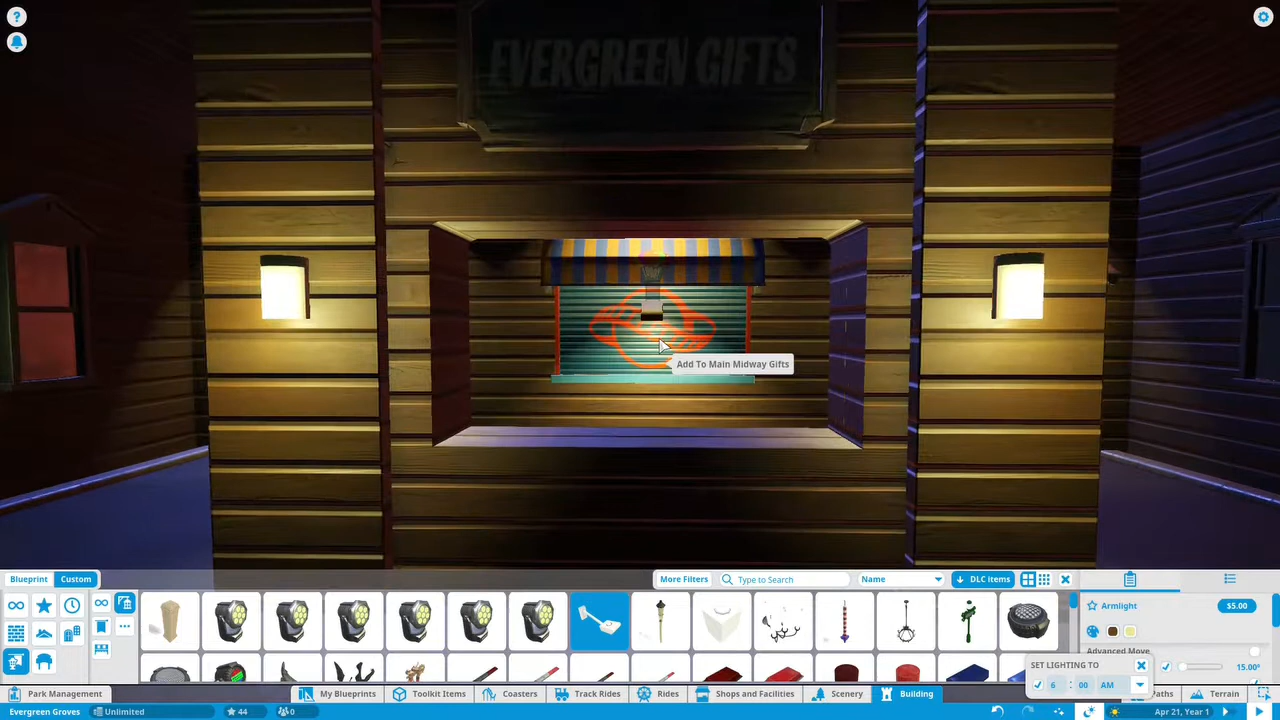 EVERGREEN GIFTS
Add To Main Midway Gifts
Blueprint
Custom
More Filters
Type to Search
Name
DLC Items
Armlight
$5.00
Advanced Move
SET LIGHTING TO
6 : 00 AM
15.00°
Park Management
My Blueprints
Toolkit Items
Coasters
Track Rides
Rides
Shops and Facilities
Scenery
Building
Paths
Terrain
Evergreen Groves
Unlimited
44
0
Apr 21, Year 1